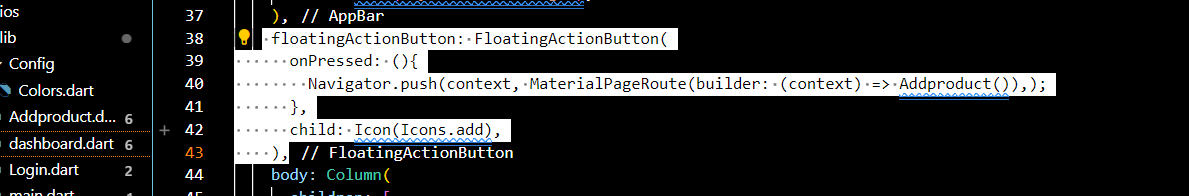 ios
lib
Config
Colors.dart
Addproduct.d... 6
dashboard.dart 6
Login.dart 2
main.dart
37 ), // AppBar
38 floatingActionButton: FloatingActionButton(
39 onPressed: (){
40 Navigator.push(context, MaterialPageRoute(builder: (context) => Addproduct()),);
41 },
42 child: Icon(Icons.add),
43 ), // FloatingActionButton
44 body: Column(
45 children: [